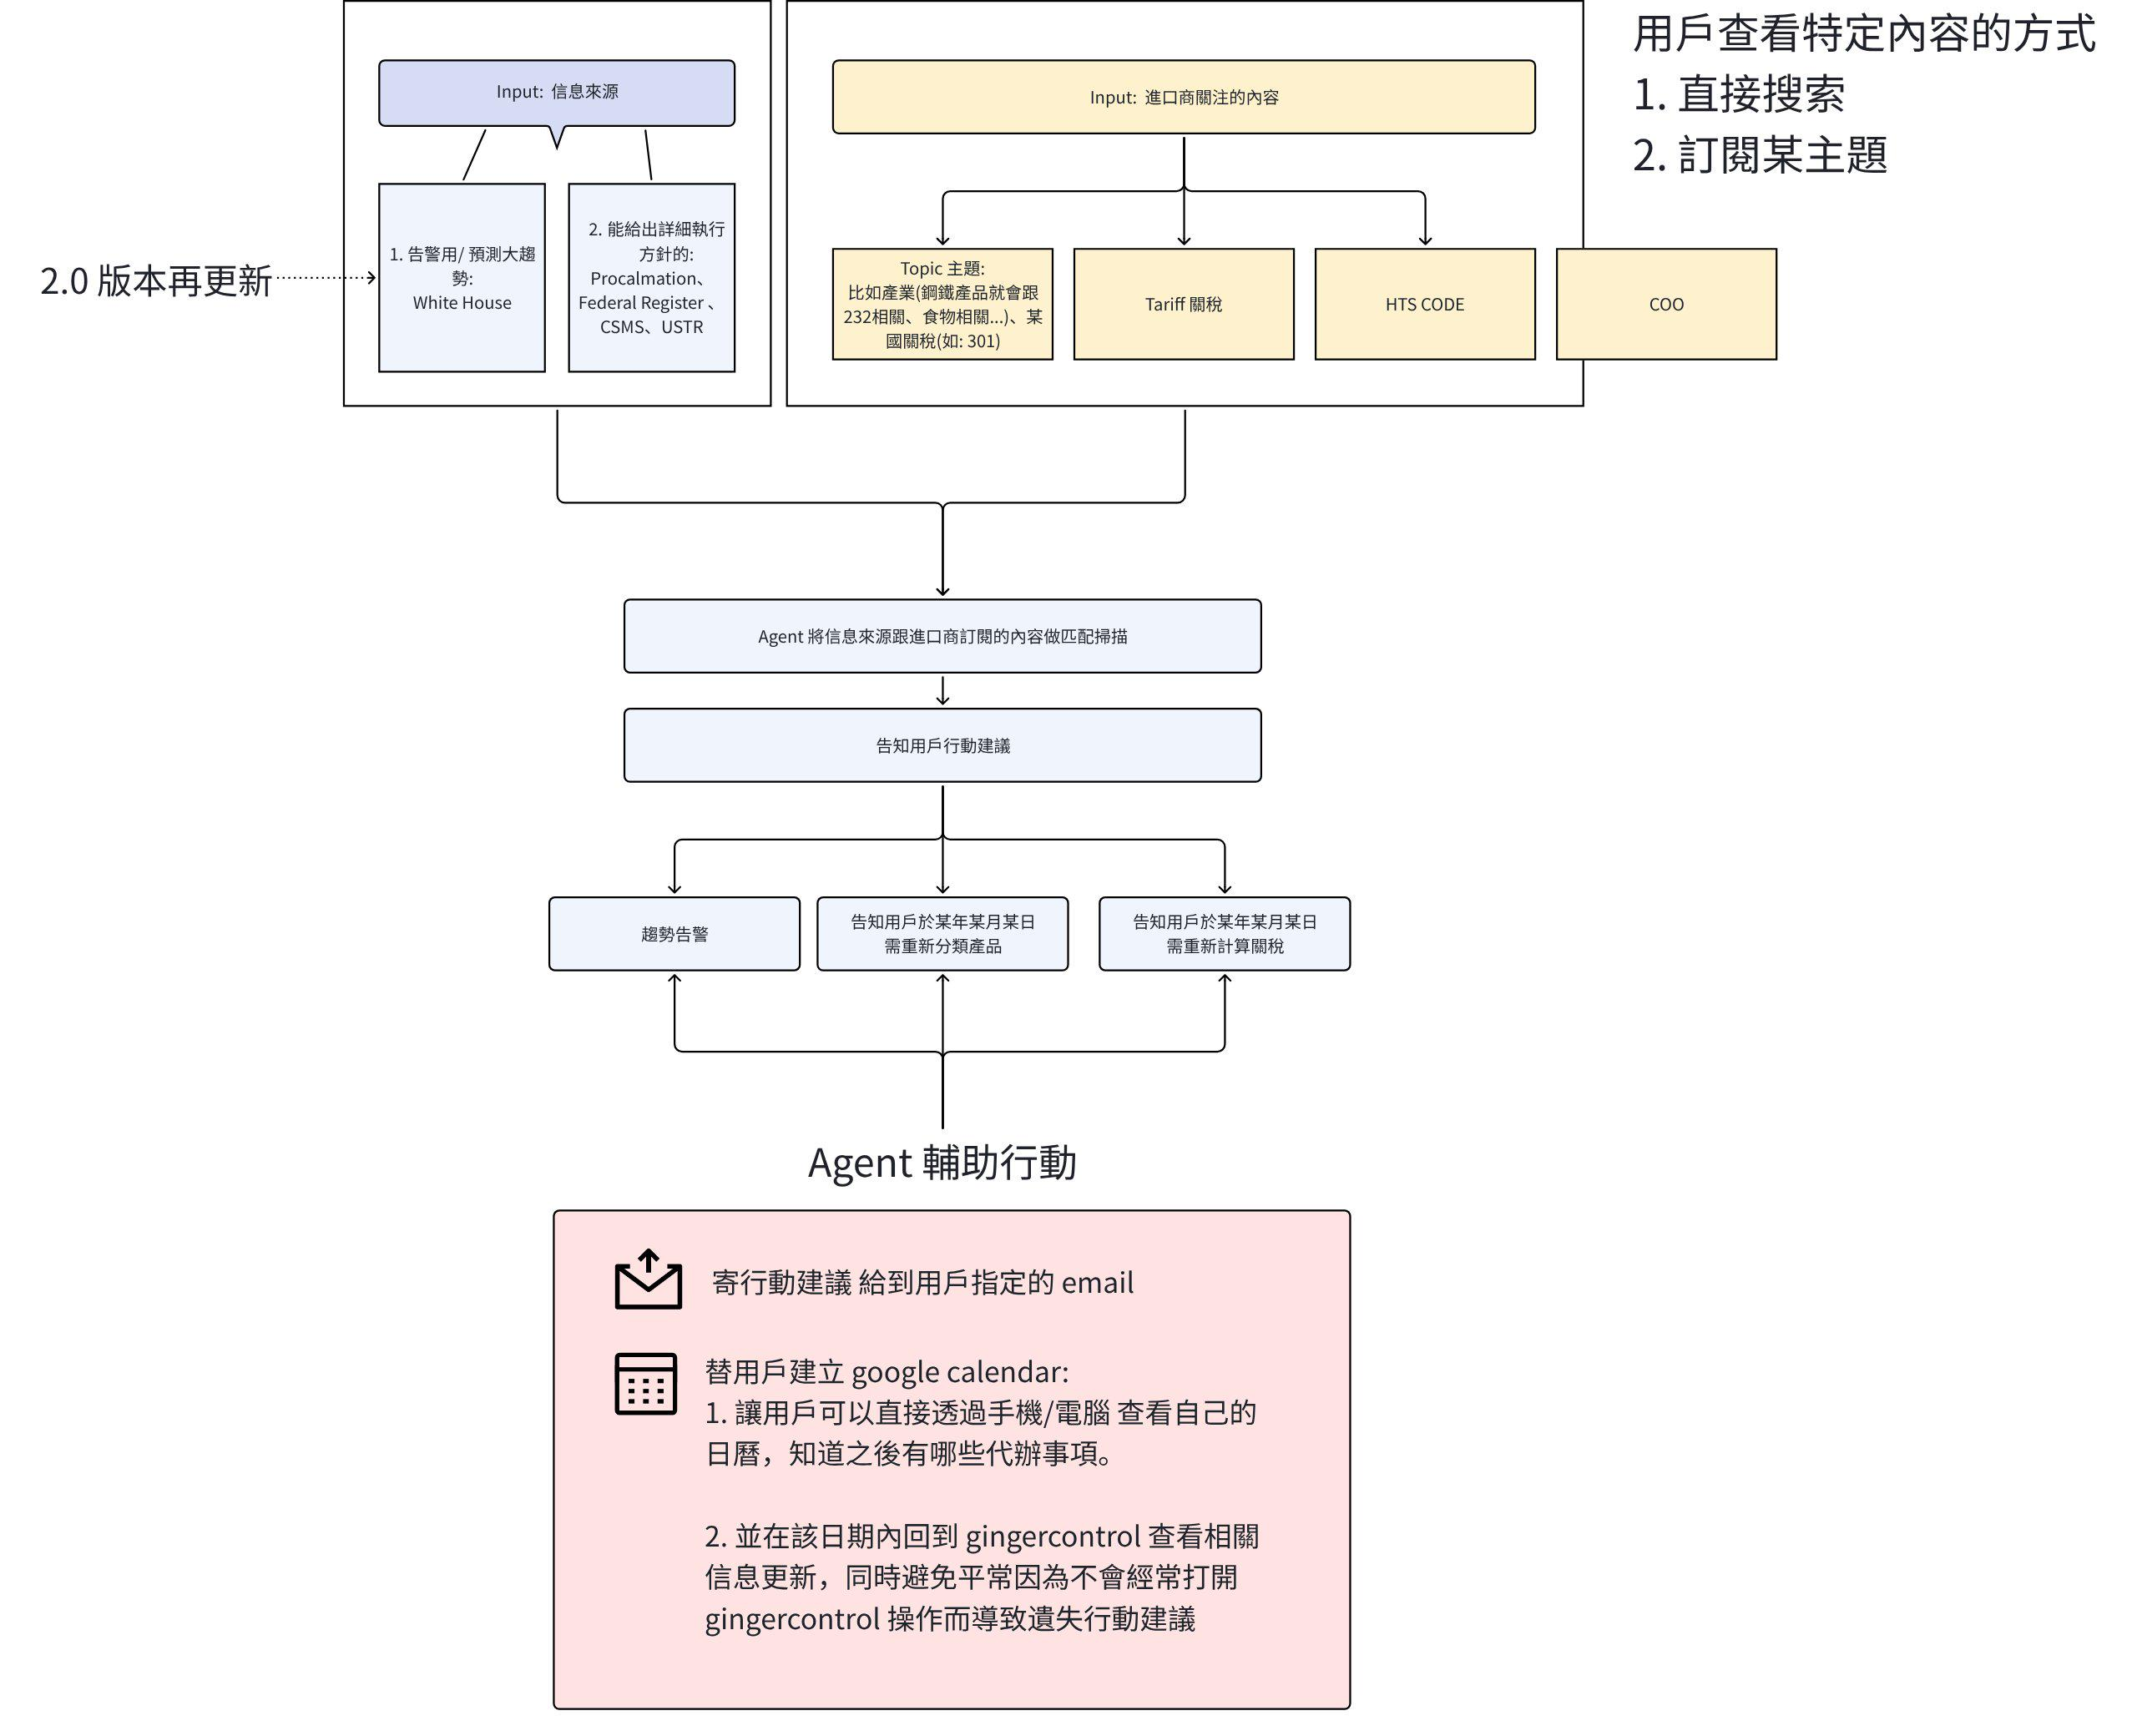 用戶查看特定內容的方式
1. 直接搜索
2. 訂閱某主題
Input: 信息來源
Input: 進口商關注的內容
2.0 版本再更新
1. 告警用/ 預測大趨
勢:
White House
2. 能給出詳細執行
方針的:
Procalmation、
Federal Register 、
CSMS、USTR
Topic 主題:
比如產業(鋼鐵產品就會跟
232相關、食物相關...)、某
國關稅(如: 301)
Tariff 關稅
HTS CODE
COO
Agent 將信息來源跟進口商訂閱的內容做匹配掃描
告知用戶行動建議
趨勢告警
告知用戶於某年某月某日
需重新分類產品
告知用戶於某年某月某日
需重新計算關稅
Agent 輔助行動
寄行動建議 給到用戶指定的 email
替用戶建立 google calendar:
1. 讓用戶可以直接透過手機/電腦 查看自己的
日曆，知道之後有哪些代辦事項。
2. 並在該日期內回到 gingercontrol 查看相關
信息更新，同時避免平常因為不會經常打開
gingercontrol 操作而導致遺失行動建議